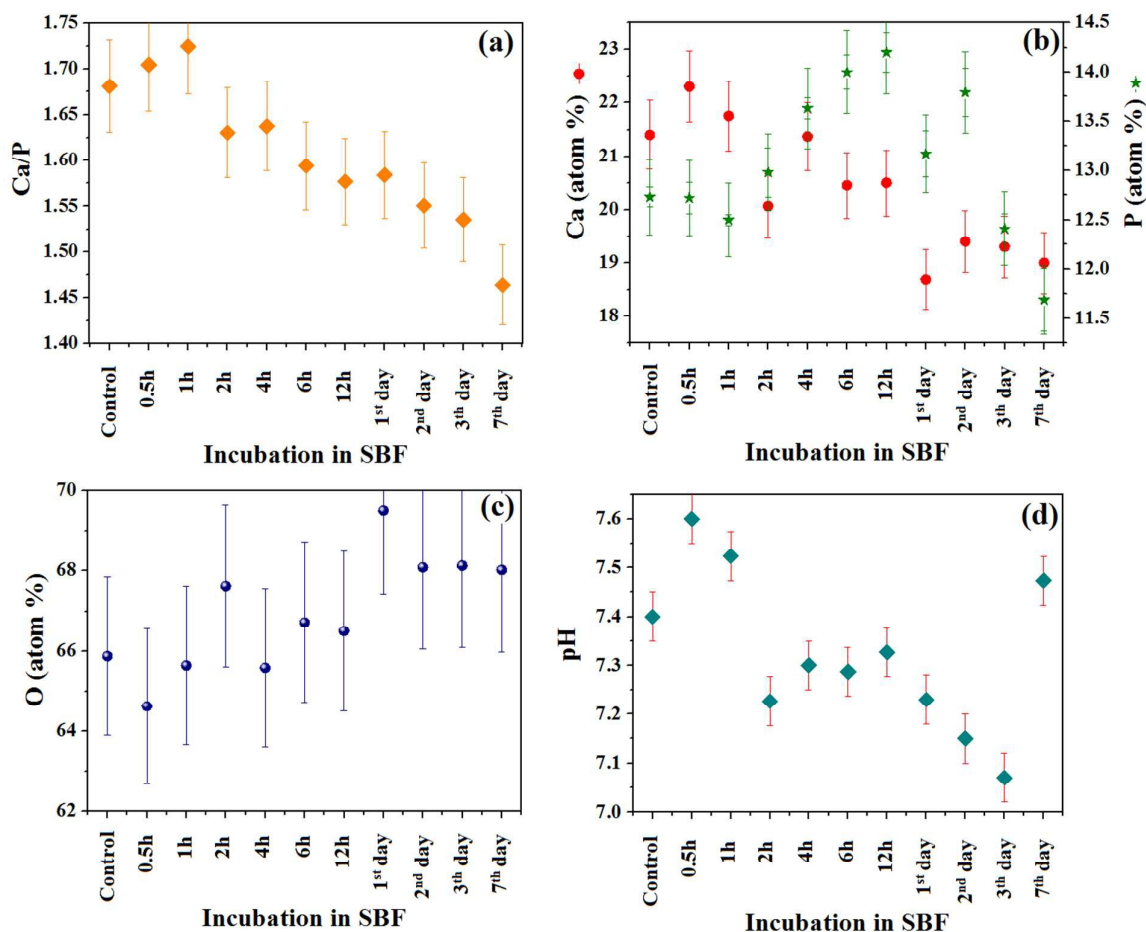 (a)
1.75
1.70
1.65
1.60
1.55
1.50
1.45
1.40
Ca/P
Control
0.5h
1h
2h
4h
6h
12h
1st day
2nd day
3th day
7th day
Incubation in SBF
(b)
23
22
21
20
19
18
Ca (atom %)
14.5
14.0
13.5
13.0
12.5
12.0
11.5
P (atom %)
Control
0.5h
1h
2h
4h
6h
12h
1st day
2nd day
3th day
7th day
Incubation in SBF
(c)
70
68
66
64
62
O (atom %)
Control
0.5h
1h
2h
4h
6h
12h
1st day
2nd day
3th day
7th day
Incubation in SBF
(d)
7.6
7.5
7.4
7.3
7.2
7.1
7.0
pH
Control
0.5h
1h
2h
4h
6h
12h
1st day
2nd day
3th day
7th day
Incubation in SBF